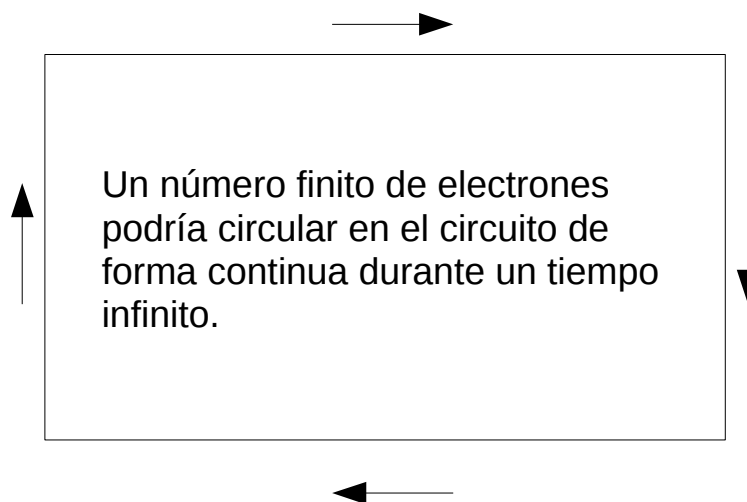 Un número finito de electrones
podría circular en el circuito de
forma continua durante un tiempo
infinito.